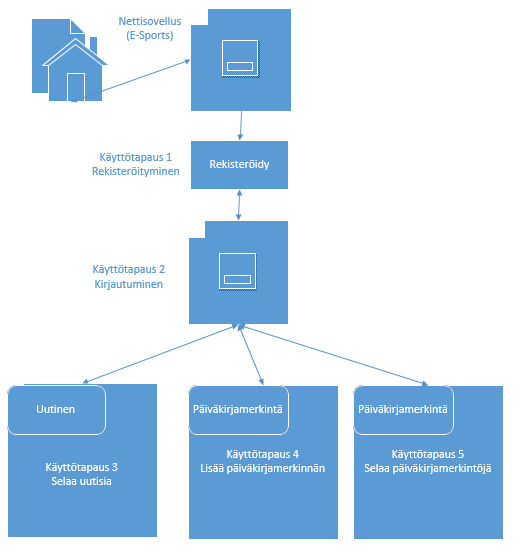 Nettisovellus
(E-Sports)
Käyttötapaus 1
Rekisteröityminen
Rekisteröidy
Käyttötapaus 2
Kirjautuminen
Uutinen
Käyttötapaus 3
Selaa uutisia
Päiväkirjamerkintä
Käyttötapaus 4
Lisää päiväkirjamerkinnän
Päiväkirjamerkintä
Käyttötapaus 5
Selaa päiväkirjamerkintöjä